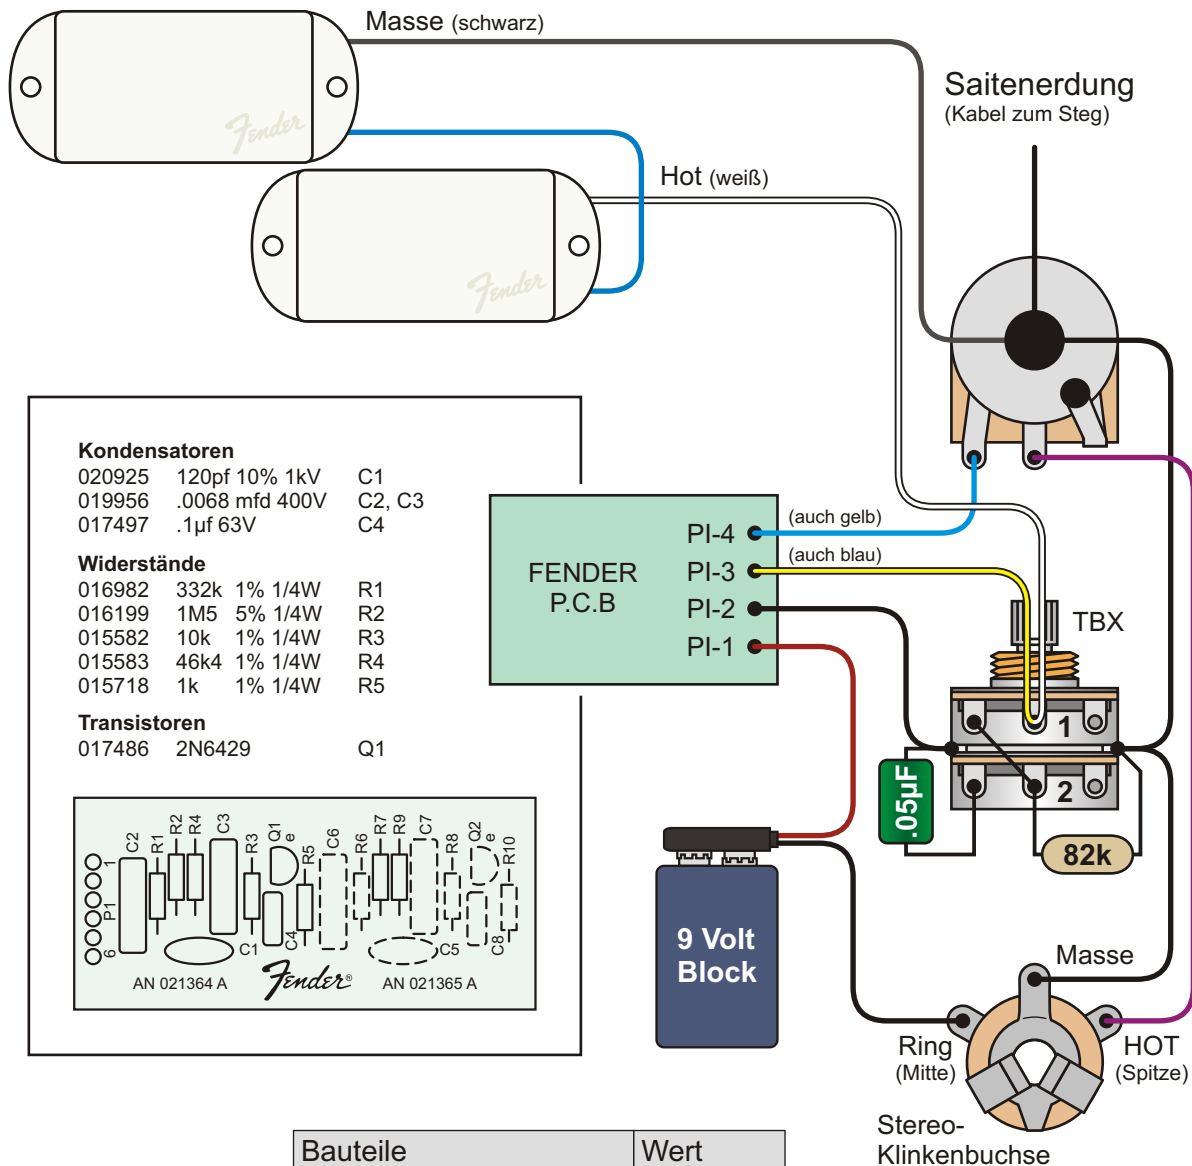 Masse (schwarz)
Fender
Saitenerdung
(Kabel zum Steg)
Hot (weiß)
Fender
Kondensatoren
020925 120pf 10% 1kV C1
019956 .0068 mfd 400V C2, C3
017497 .1µf 63V C4
Widerstände
016982 332k 1% 1/4W R1
016199 1M5 5% 1/4W R2
015582 10k 1% 1/4W R3
015583 46k4 1% 1/4W R4
015718 1k 1% 1/4W R5
Transistoren
017486 2N6429 Q1
FENDER
P.C.B
PI-4
PI-3
PI-2
PI-1
(auch gelb)
(auch blau)
TBX
1
2
.05µF
82k
9 Volt
Block
C2 R1 R2 R4 C3 R3 Q1 e R5 C6 R6 R7 R9 C7 R8 Q2 e R10
1
P1
6
C1 C4 C5 C8
AN 021364 A Fender® AN 021365 A
Masse
Ring
(Mitte)
HOT
(Spitze)
Stereo-
Klinkenbuchse
Bauteile Wert